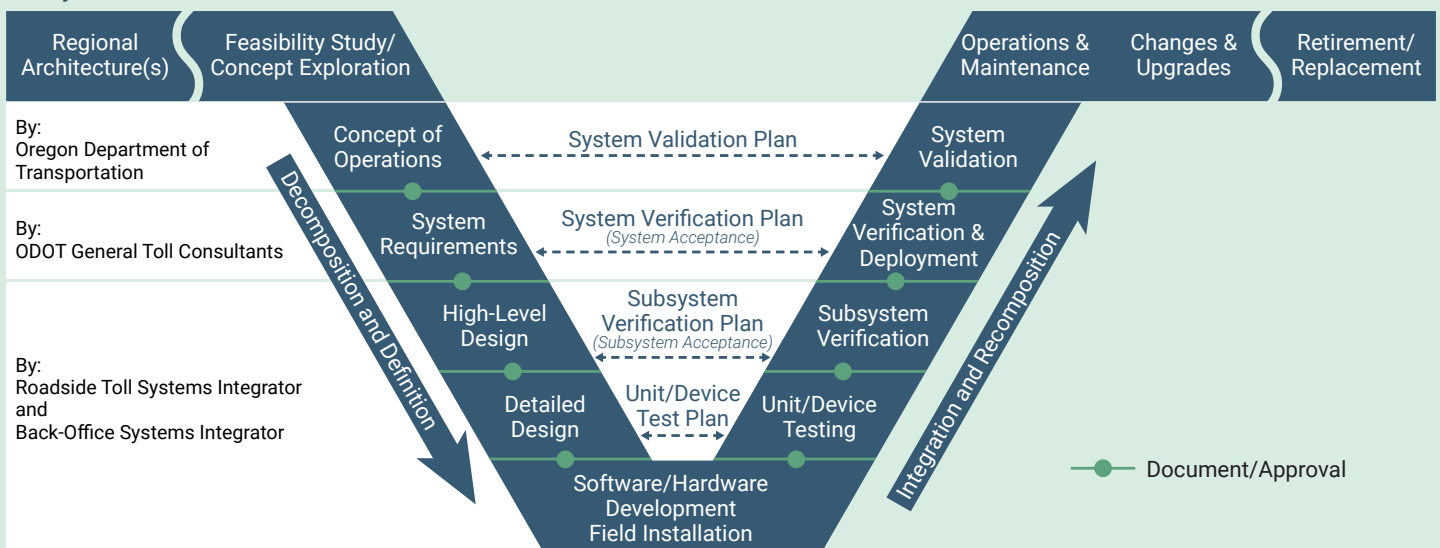 Regional
Architecture(s)
Feasibility Study/
Concept Exploration
Operations &
Maintenance
Changes &
Upgrades
Retirement/
Replacement
By:
Oregon Department of
Transportation
Concept of
Operations
System Validation Plan
System
Validation
By:
ODOT General Toll Consultants
System
Requirements
System Verification Plan
(System Acceptance)
System
Verification &
Deployment
By:
Roadside Toll Systems Integrator
and
Back-Office Systems Integrator
High-Level
Design
Subsystem
Verification Plan
(Subsystem Acceptance)
Subsystem
Verification
Detailed
Design
Unit/Device
Test Plan
Unit/Device
Testing
Software/Hardware
Development
Field Installation
Decomposition and Definition
Integration and Recomposition
Document/Approval